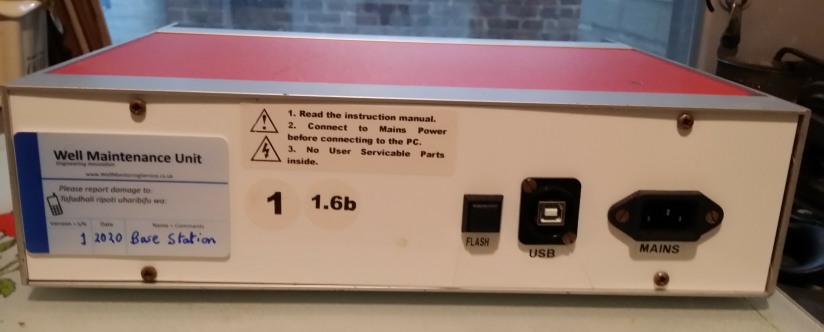 Well Maintenance Unit
Engineering Association
www.WellMonitoringService.co.uk
Please report damage to:
Tafadhali ripoti uharibifu wa:
Version + S/N Date Name + Comments
1 2020 Base Station
1. Read the instruction manual.
2. Connect to Mains Power
before connecting to the PC.
3. No User Servicable Parts
inside.
1 1.6b
FLASH
USB
MAINS